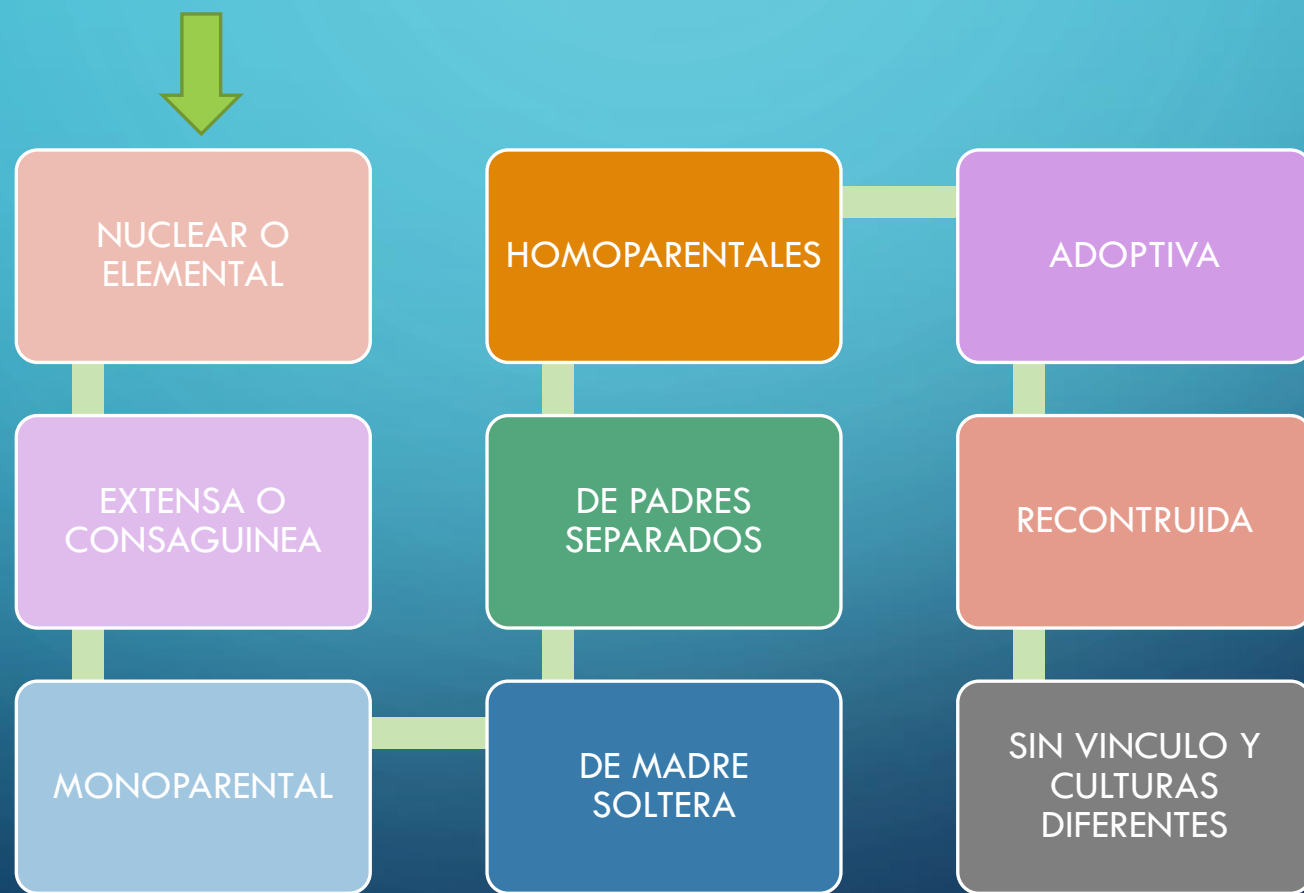 NUCLEAR O
ELEMENTAL
EXTENSA O
CONSAGUINEA
MONOPARENTAL
DE MADRE
SOLTERA
DE PADRES
SEPARADOS
HOMOPARENTALES
ADOPTIVA
RECONTRUIDA
SIN VINCULO Y
CULTURAS
DIFERENTES